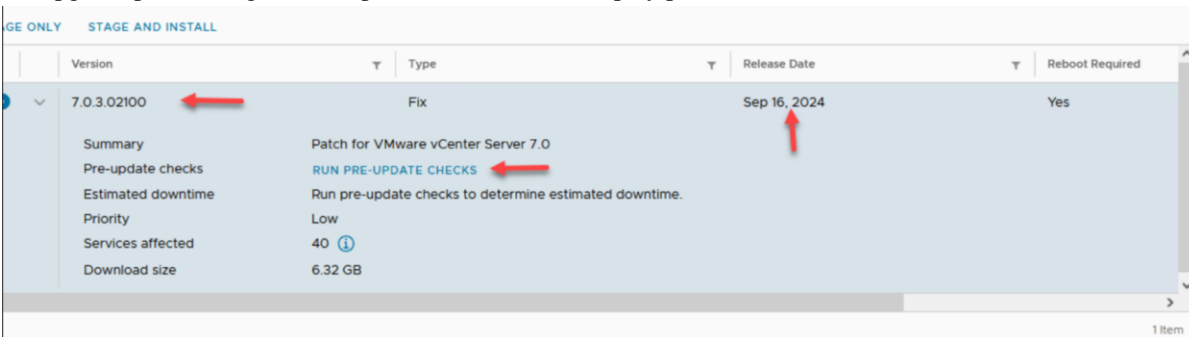 AGE ONLY STAGE AND INSTALL
Version Type Release Date Reboot Required
7.0.3.02100 Fix Sep 16, 2024 Yes
Summary Patch for VMware vCenter Server 7.0
Pre-update checks RUN PRE-UPDATE CHECKS
Estimated downtime Run pre-update checks to determine estimated downtime.
Priority Low
Services affected 40
Download size 6.32 GB
1 Item